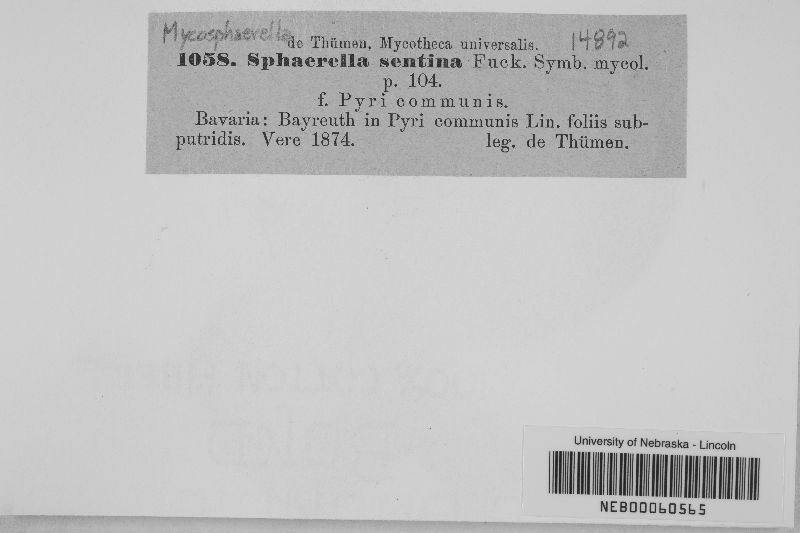 Mycosphaerella
de Thümen, Mycotheca universalis. 14892
1058. Sphaerella sentina Fuck. Symb. mycol.
p. 104.
f. Pyri communis.
Bavaria: Bayreuth in Pyri communis Lin. foliis sub-
putridis. Vere 1874. leg. de Thümen.
University of Nebraska - Lincoln
NEB00060565